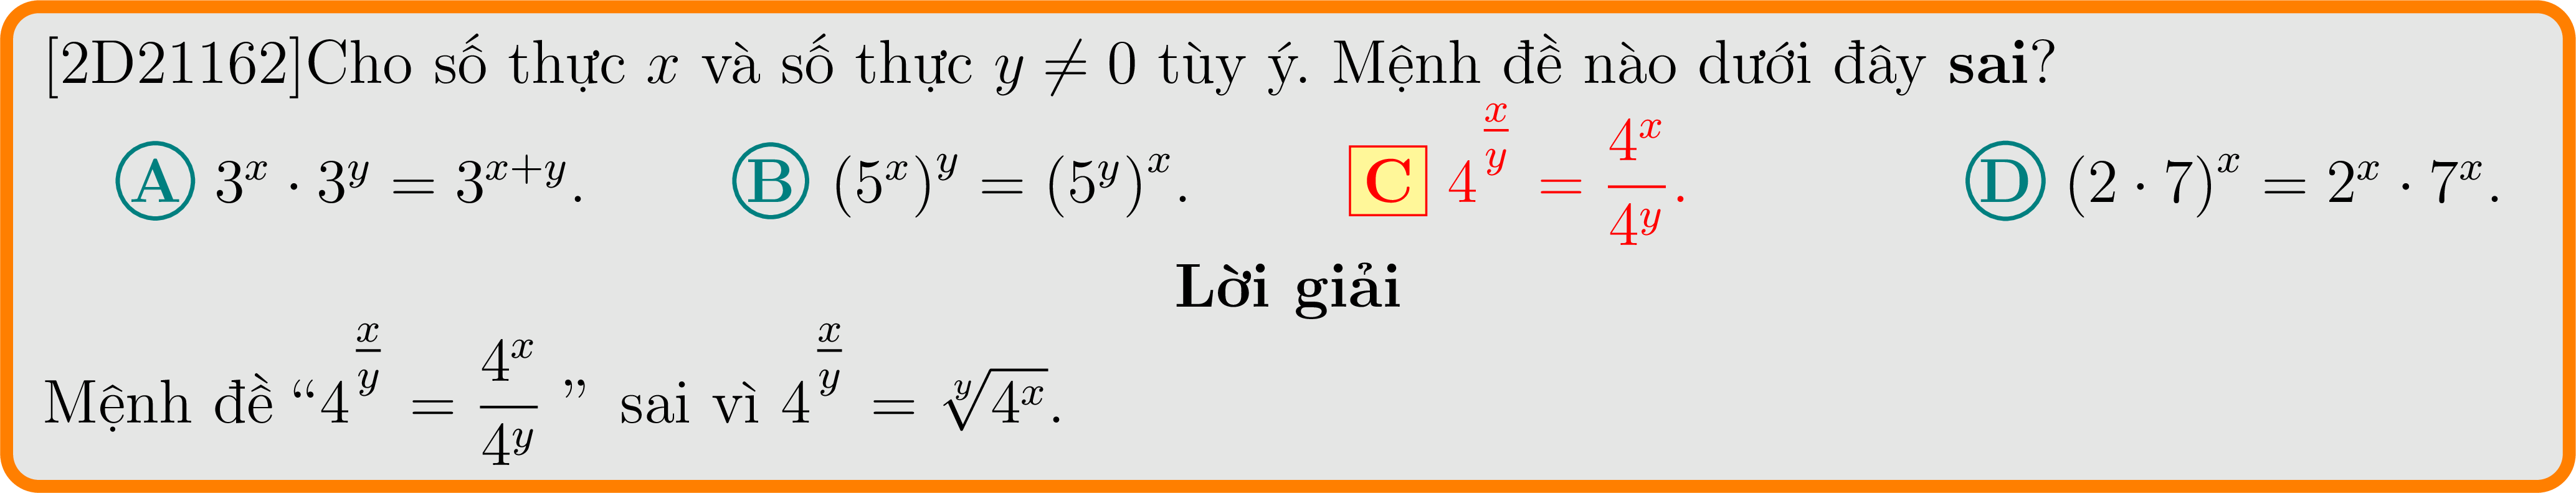 [2D21162]Cho số thực $x$ và số thực $y \neq 0$ tùy ý. Mệnh đề nào dưới đây **sai**?
A $3^x \cdot 3^y = 3^{x+y}$. B $(5^x)^y = (5^y)^x$. C $4^{\frac{x}{y}} = \dfrac{4^x}{4^y}$. D $(2 \cdot 7)^x = 2^x \cdot 7^x$.
Lời giải
Mệnh đề “$4^{\frac{x}{y}} = \dfrac{4^x}{4^y}$ ” sai vì $4^{\frac{x}{y}} = \sqrt[y]{4^x}$.